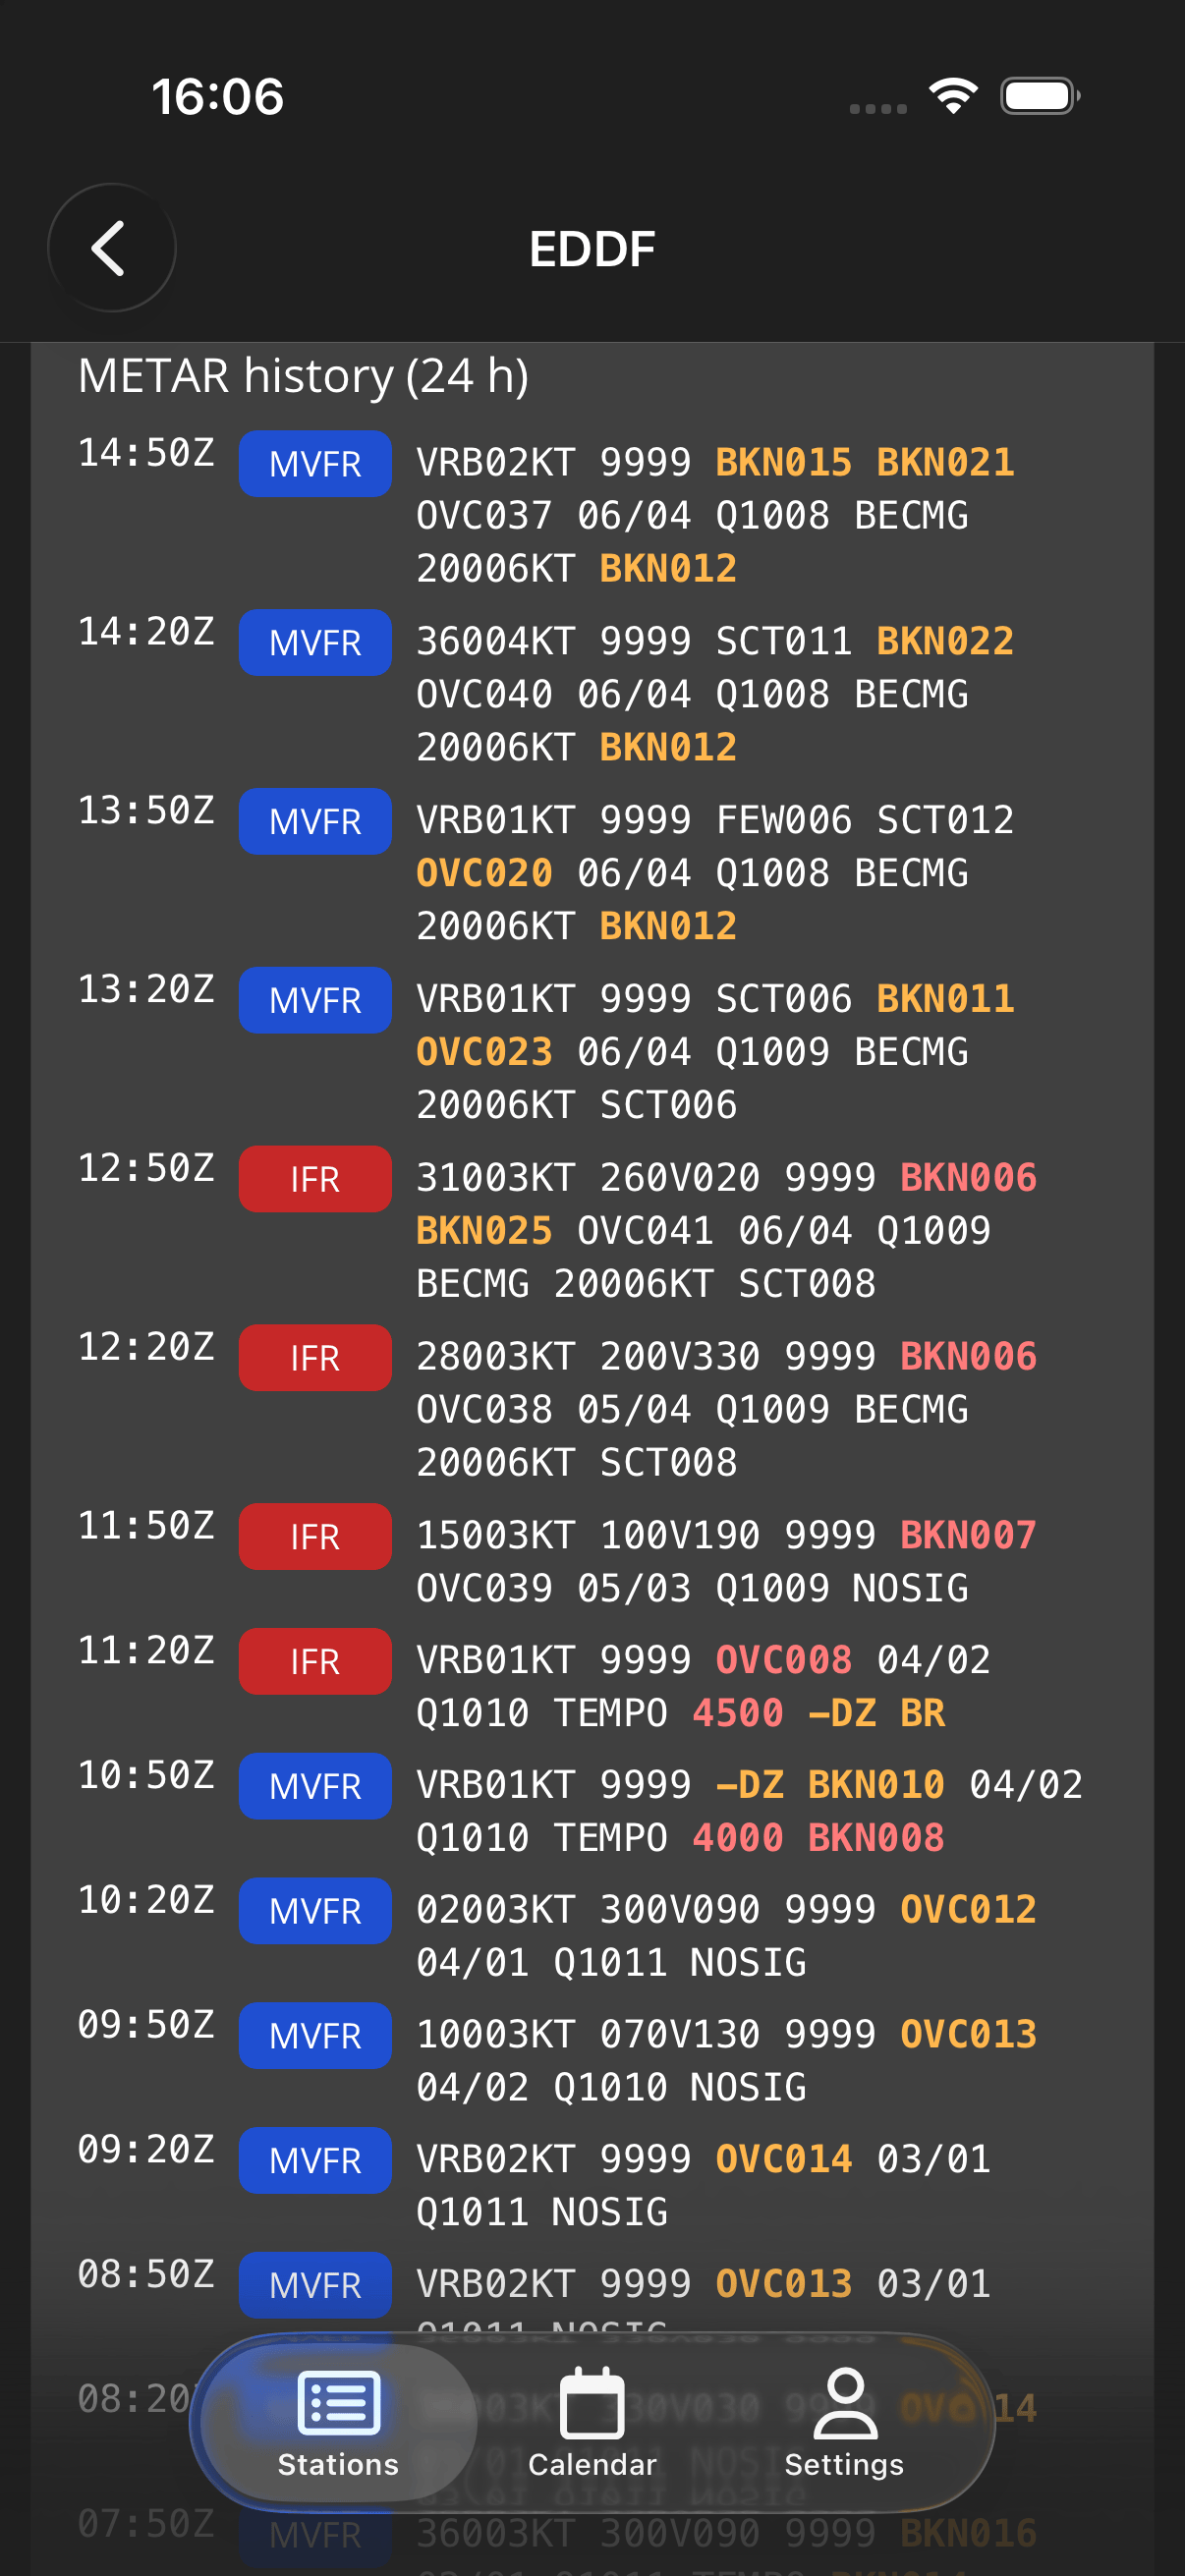 16:06
EDDF
METAR history (24 h)
14:50Z MVFR VRB02KT 9999 BKN015 BKN021
OVC037 06/04 Q1008 BECMG
20006KT BKN012
14:20Z MVFR 36004KT 9999 SCT011 BKN022
OVC040 06/04 Q1008 BECMG
20006KT BKN012
13:50Z MVFR VRB01KT 9999 FEW006 SCT012
OVC020 06/04 Q1008 BECMG
20006KT BKN012
13:20Z MVFR VRB01KT 9999 SCT006 BKN011
OVC023 06/04 Q1009 BECMG
20006KT SCT006
12:50Z IFR 31003KT 260V020 9999 BKN006
BKN025 OVC041 06/04 Q1009
BECMG 20006KT SCT008
12:20Z IFR 28003KT 200V330 9999 BKN006
OVC038 05/04 Q1009 BECMG
20006KT SCT008
11:50Z IFR 15003KT 100V190 9999 BKN007
OVC039 05/03 Q1009 NOSIG
11:20Z IFR VRB01KT 9999 OVC008 04/02
Q1010 TEMPO 4500 -DZ BR
10:50Z MVFR VRB01KT 9999 -DZ BKN010 04/02
Q1010 TEMPO 4000 BKN008
10:20Z MVFR 02003KT 300V090 9999 OVC012
04/01 Q1011 NOSIG
09:50Z MVFR 10003KT 070V130 9999 OVC013
04/02 Q1010 NOSIG
09:20Z MVFR VRB02KT 9999 OVC014 03/01
Q1011 NOSIG
08:50Z MVFR VRB02KT 9999 OVC013 03/01
Q1011 NOSIG
Stations Calendar Settings
07:50Z MVFR 36003KT 300V090 9999 BKN016